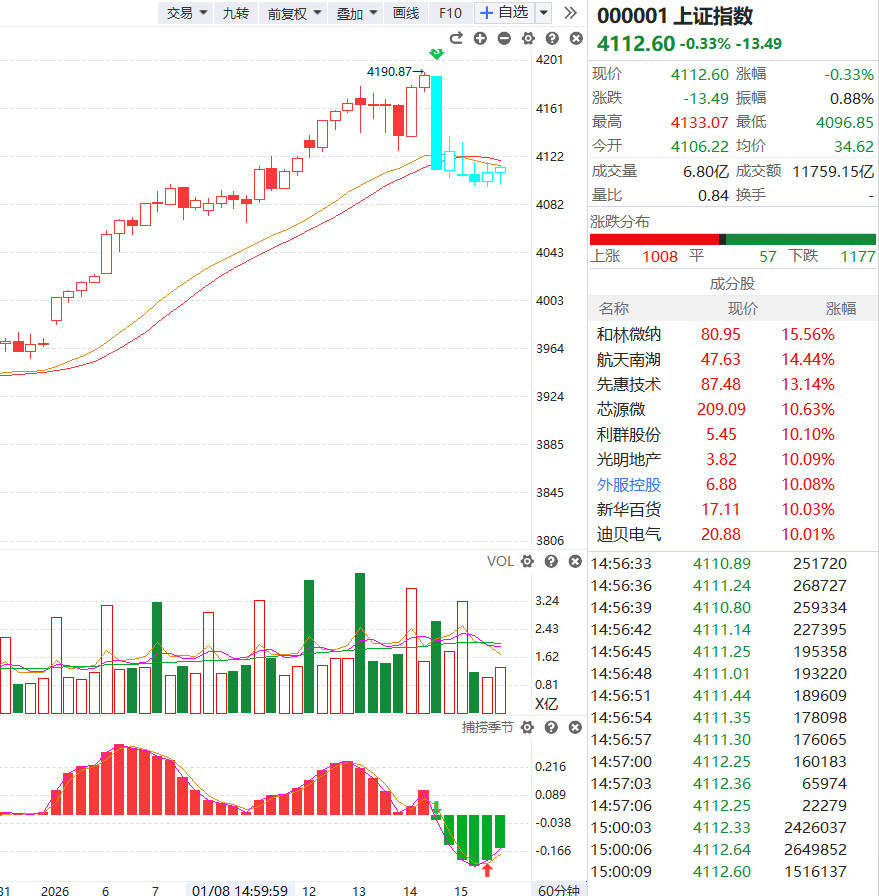 交易 九转 前复权 叠加 画线 F10 + 自选
4190.87→
4201
4161
4122
4082
4043
4003
3964
3924
3885
3845
3806
VOL
3.24
2.43
1.62
0.81
X亿
捕捞季节
0.216
0.089
-0.038
-0.166
31 2026 6 7 01/08 14:59:59 12 13 14 15 60分钟
000001 上证指数
4112.60 -0.33% -13.49
现价 4112.60 涨幅 -0.33%
涨跌 -13.49 振幅 0.88%
最高 4133.07 最低 4096.85
今开 4106.22 均价 34.62
成交量 6.80亿 成交额 11759.15亿
量比 0.84 换手 -
涨跌分布
上涨 1008 平 57 下跌 1177
成分股
名称 现价 涨幅
和林微纳 80.95 15.56%
航天南湖 47.63 14.44%
先惠技术 87.48 13.14%
芯源微 209.09 10.63%
利群股份 5.45 10.10%
光明地产 3.82 10.09%
外服控股 6.88 10.08%
新华百货 17.11 10.03%
迪贝电气 20.88 10.01%
14:56:33 4110.89 251720
14:56:36 4111.24 268727
14:56:39 4110.80 259334
14:56:42 4111.14 227395
14:56:45 4111.25 195358
14:56:48 4111.01 193220
14:56:51 4111.44 189609
14:56:54 4111.35 178098
14:56:57 4111.30 176065
14:57:00 4112.25 160183
14:57:03 4112.36 65974
14:57:06 4112.25 22279
15:00:03 4112.33 2426037
15:00:06 4112.64 2649852
15:00:09 4112.60 1516137